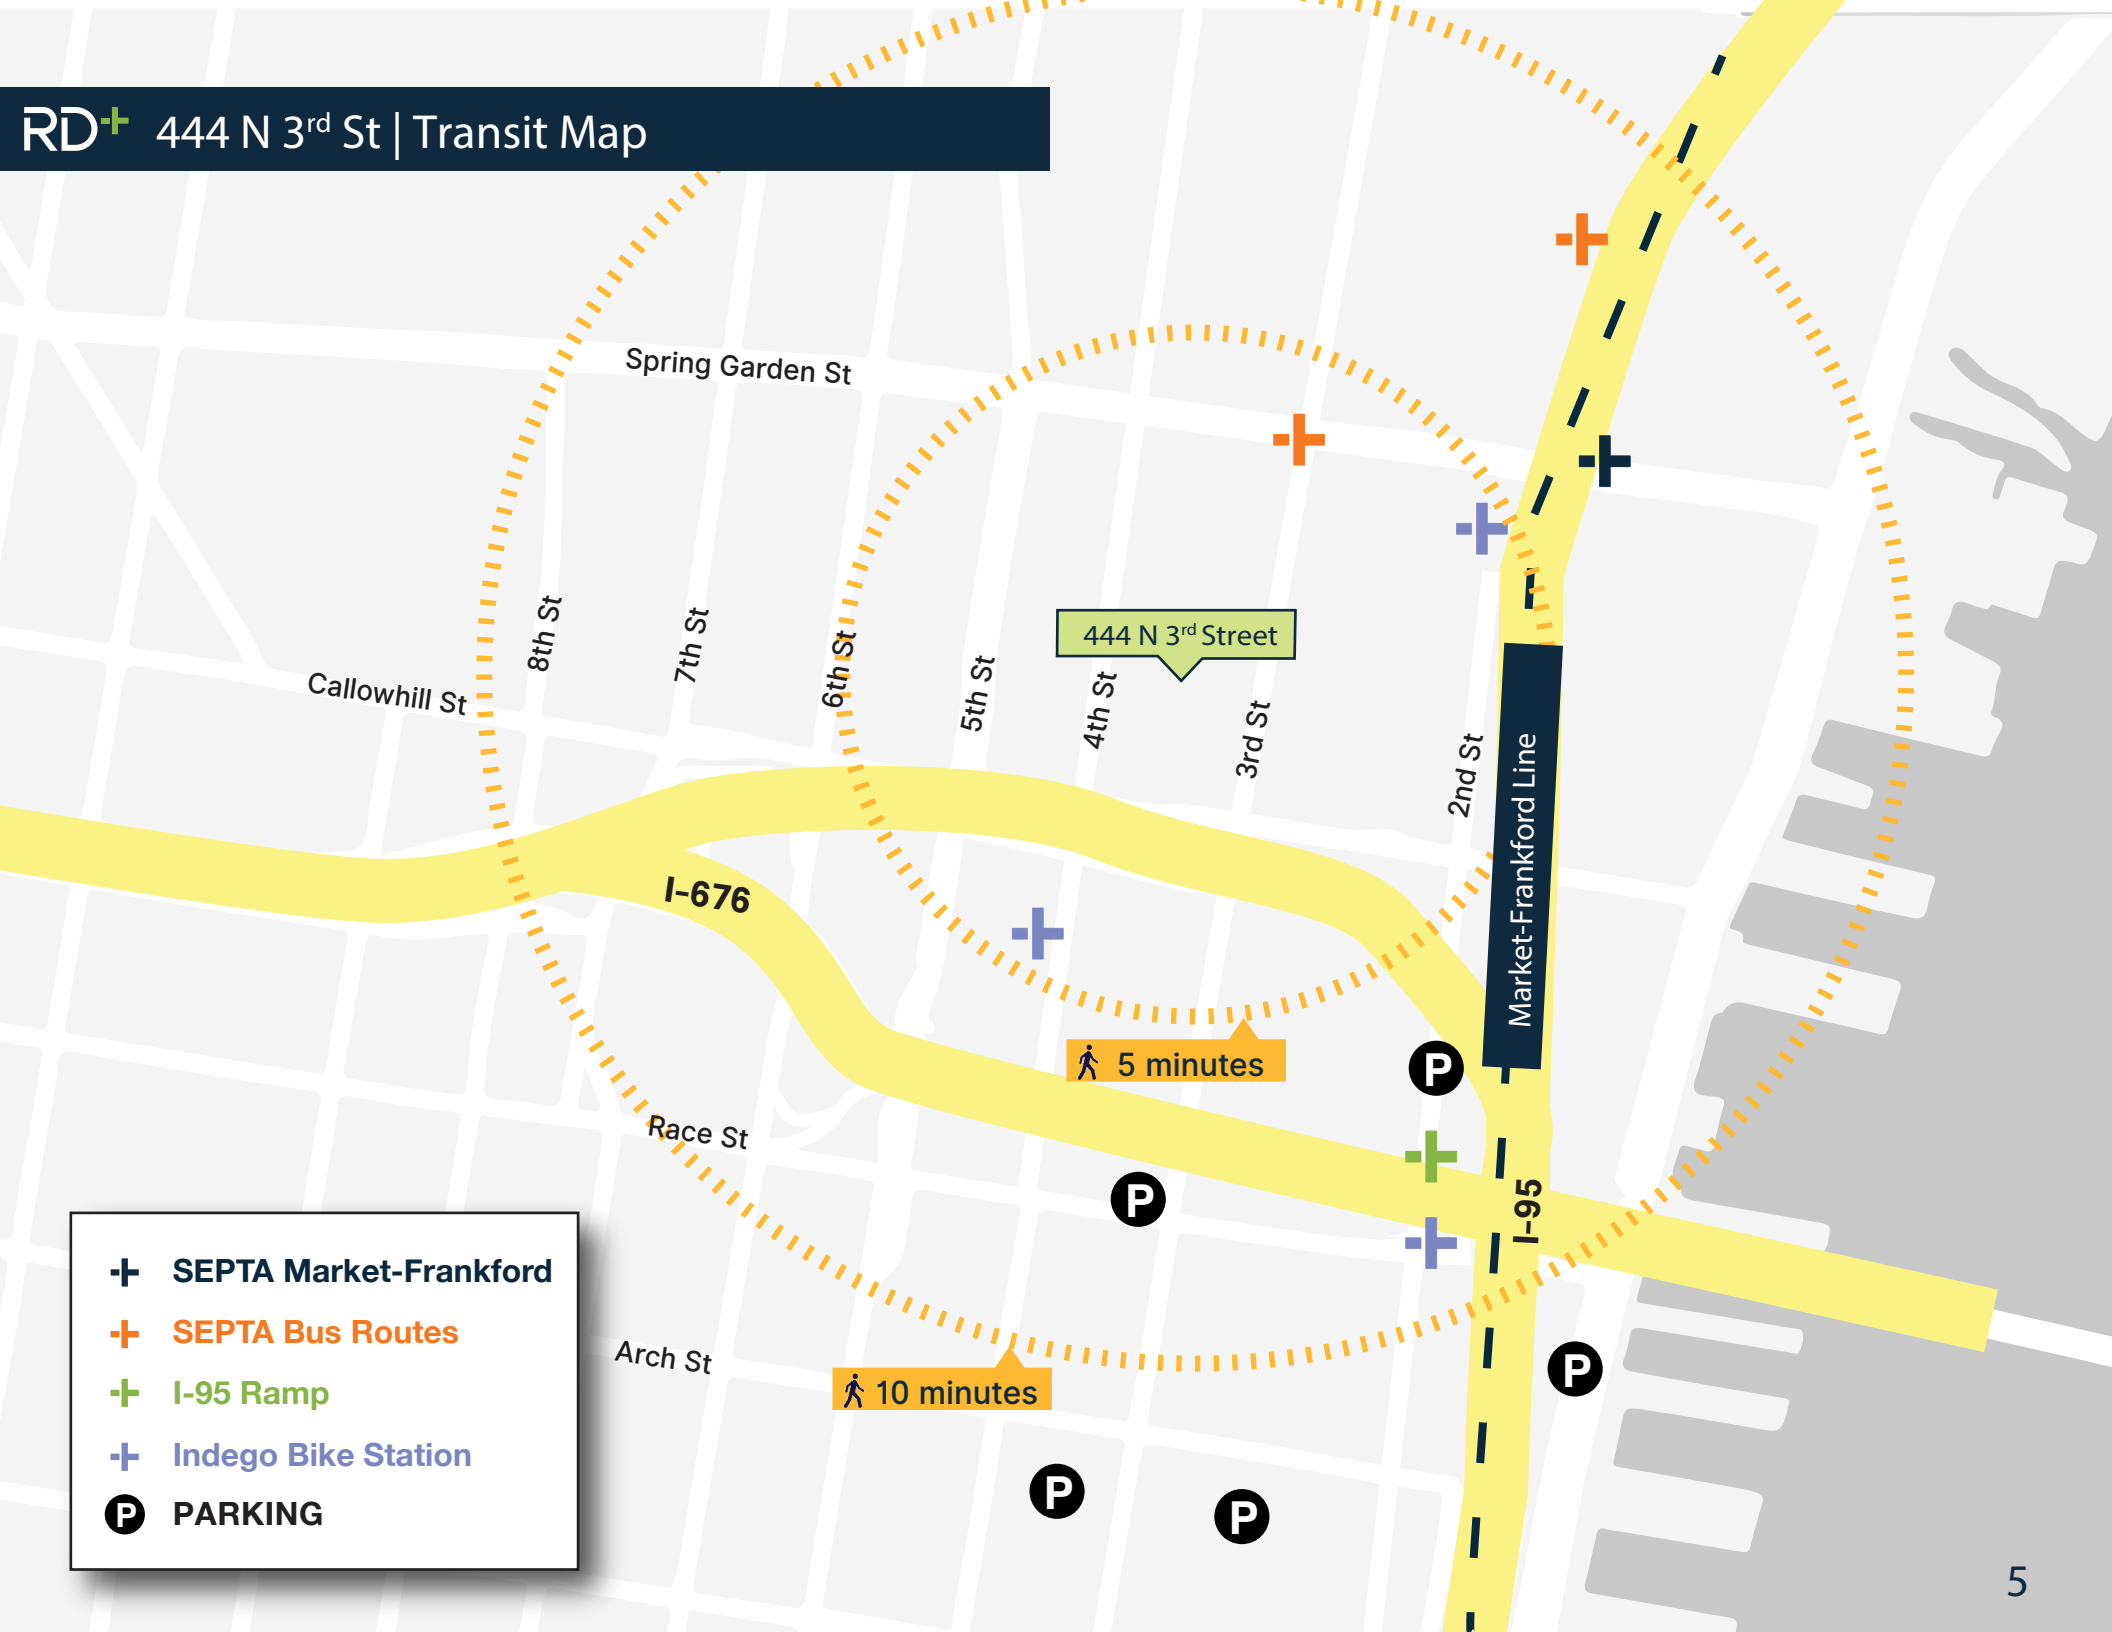 RD+ 444 N 3rd St | Transit Map
Spring Garden St
8th St
7th St
6th St
444 N 3rd Street
Callowhill St
5th St
4th St
3rd St
2nd St
Market-Frankford Line
I-676
5 minutes
P
Race St
P
I-95
SEPTA Market-Frankford
SEPTA Bus Routes
I-95 Ramp
Indego Bike Station
P PARKING
Arch St
10 minutes
P
P
P
5